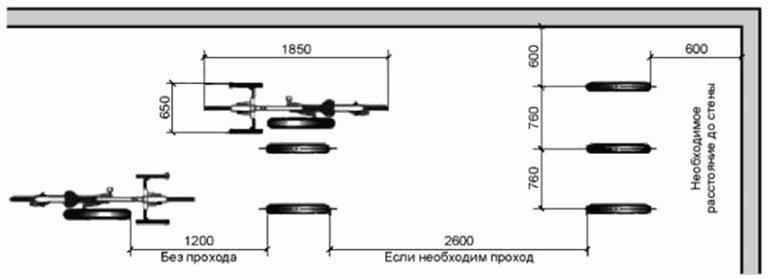 1850
650
600
600
760
760
Необходимое
расстояние до стены
1200
Без прохода
2600
Если необходим проход